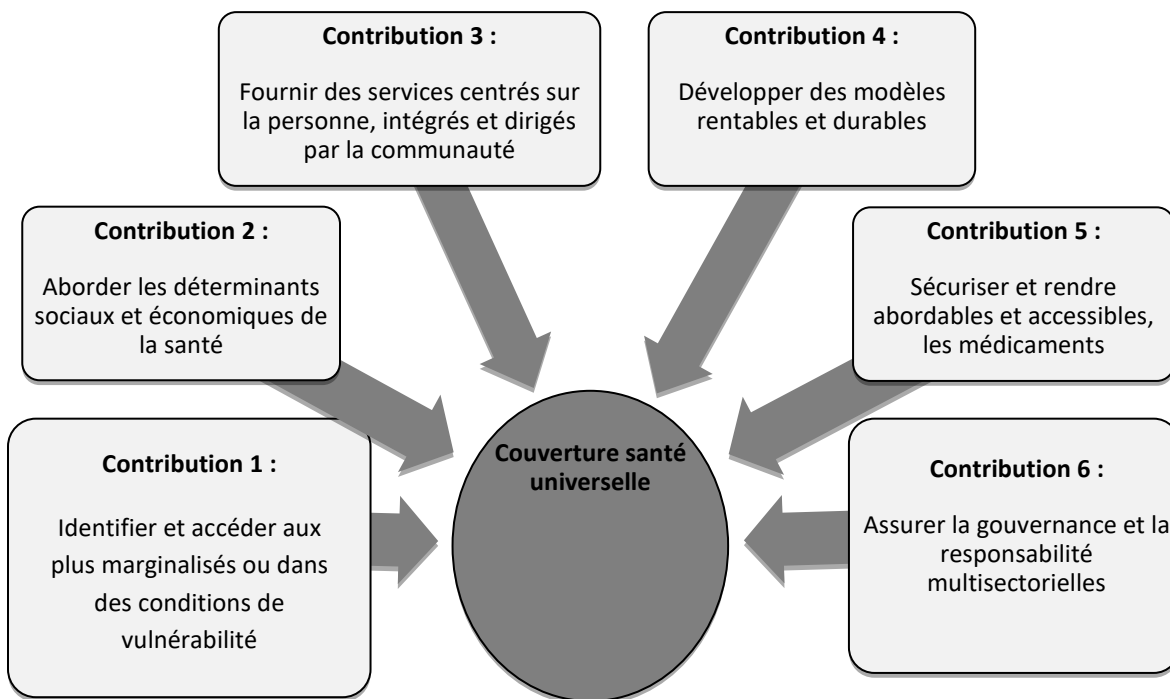 Contribution 3 :
Fournir des services centrés sur
la personne, intégrés et dirigés
par la communauté
Contribution 4 :
Développer des modèles
rentables et durables
Contribution 2 :
Aborder les déterminants
sociaux et économiques de
la santé
Contribution 5 :
Sécuriser et rendre
abordables et accessibles,
les médicaments
Contribution 1 :
Identifier et accéder aux
plus marginalisés ou dans
des conditions de
vulnérabilité
Couverture santé
universelle
Contribution 6 :
Assurer la gouvernance et la
responsabilité
multisectorielles